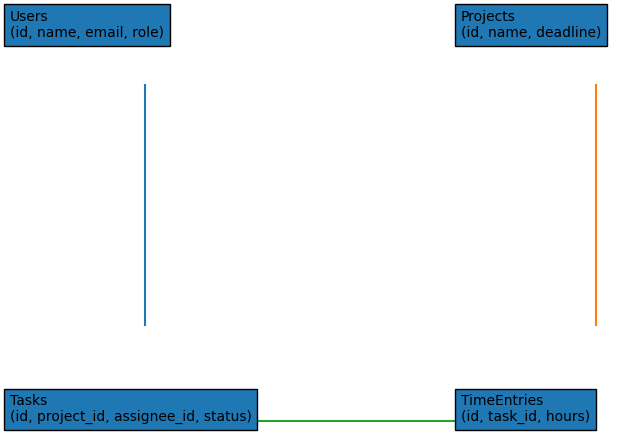 Users
(id, name, email, role)
Projects
(id, name, deadline)
Tasks
(id, project_id, assignee_id, status)
TimeEntries
(id, task_id, hours)